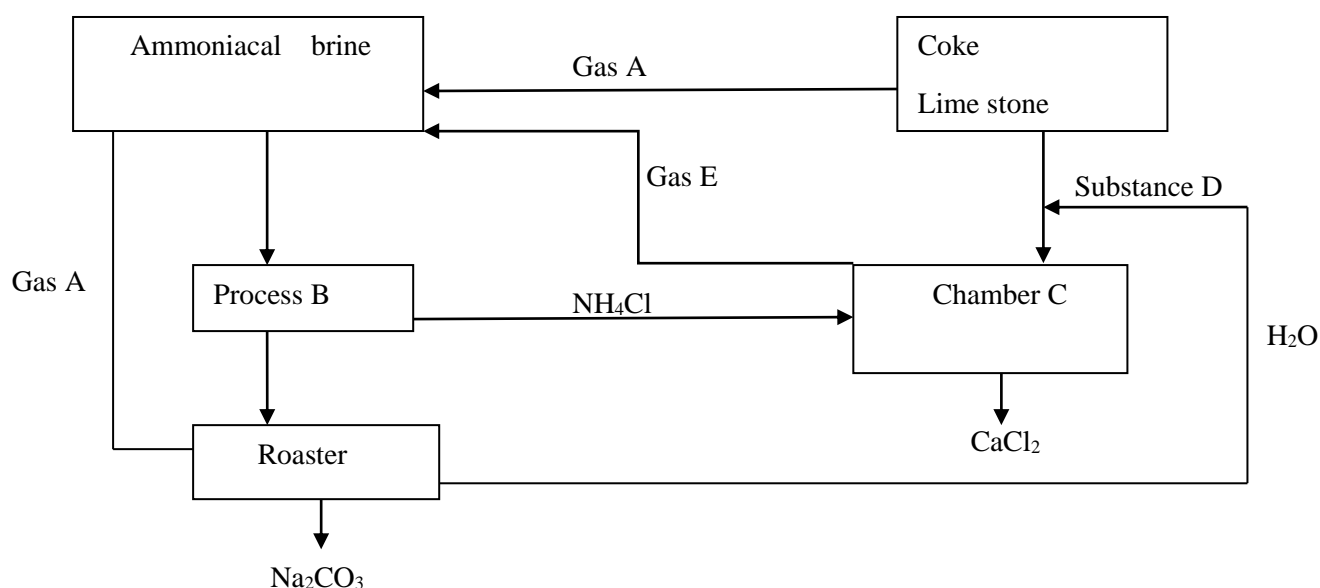 Ammoniacal brine
Coke
Gas A
Lime stone
Gas E
Substance D
Gas A
Process B
NH₄Cl
Chamber C
H₂O
Roaster
CaCl₂
Na₂CO₃